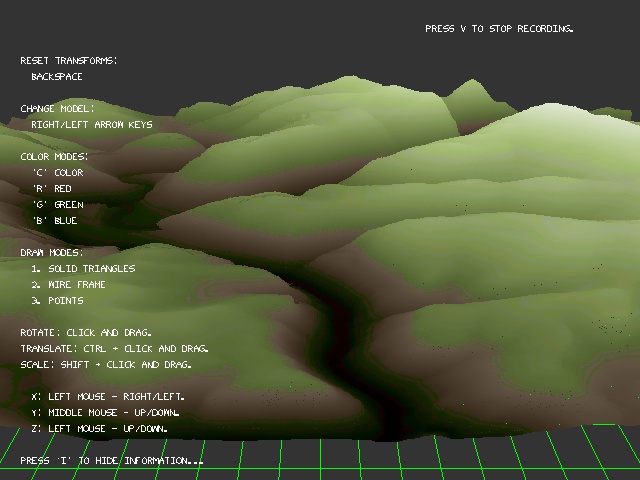 PRESS V TO STOP RECORDING.
RESET TRANSFORMS:
BACKSPACE
CHANGE MODEL:
RIGHT/LEFT ARROW KEYS
COLOR MODES:
'C' COLOR
'R' RED
'G' GREEN
'B' BLUE
DRAW MODES:
1. SOLID TRIANGLES
2. WIRE FRAME
3. POINTS
ROTATE: CLICK AND DRAG.
TRANSLATE: CTRL + CLICK AND DRAG.
SCALE: SHIFT + CLICK AND DRAG.
X: LEFT MOUSE - RIGHT/LEFT.
Y: MIDDLE MOUSE - UP/DOWN.
Z: LEFT MOUSE - UP/DOWN.
PRESS 'I' TO HIDE INFORMATION...